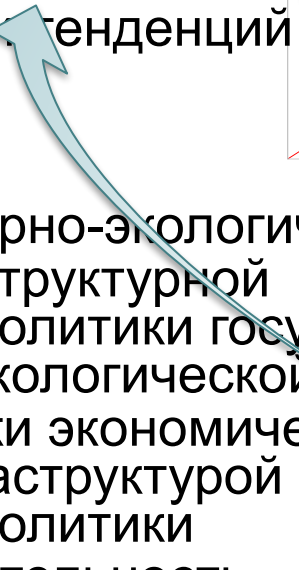 тенденций
рно-экологич
труктурной
олитики госу
кологической
ки экономиче
аструктурой
олитики